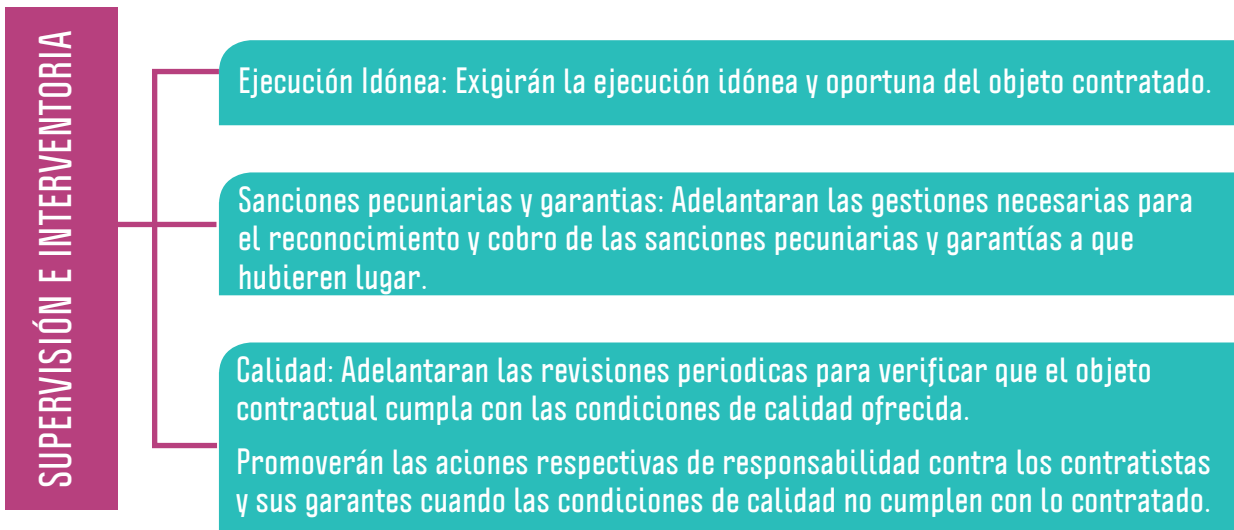 SUPERVISIÓN E INTERVENTORIA
Ejecución Idónea: Exigirán la ejecución idónea y oportuna del objeto contratado.
Sanciones pecuniarias y garantias: Adelantaran las gestiones necesarias para
el reconocimiento y cobro de las sanciones pecuniarias y garantías a que
hubieren lugar.
Calidad: Adelantaran las revisiones periodicas para verificar que el objeto
contractual cumpla con las condiciones de calidad ofrecida.
Promoverán las aciones respectivas de responsabilidad contra los contratistas
y sus garantes cuando las condiciones de calidad no cumplen con lo contratado.